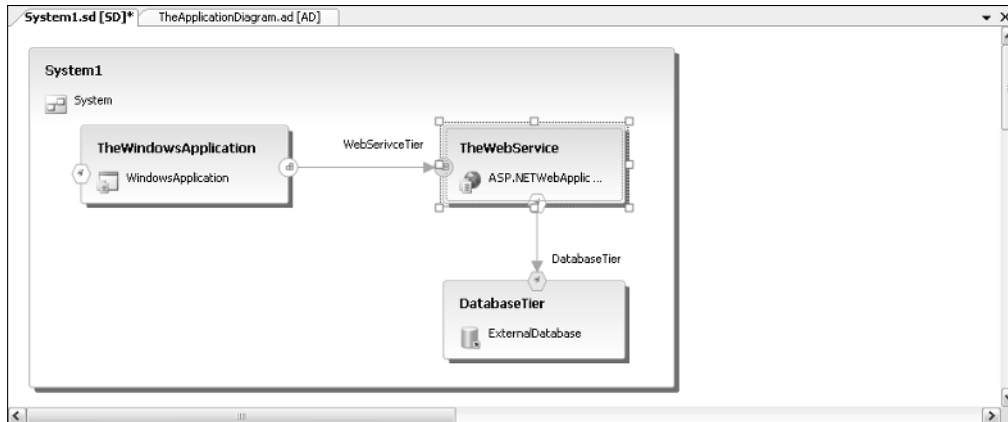 System1.sd [SD]* TheApplicationDiagram.ad [AD]
System1
System
TheWindowsApplication
WindowsApplication
WebSerivceTier
TheWebService
ASP.NETWebApplic ...
DatabaseTier
DatabaseTier
ExternalDatabase